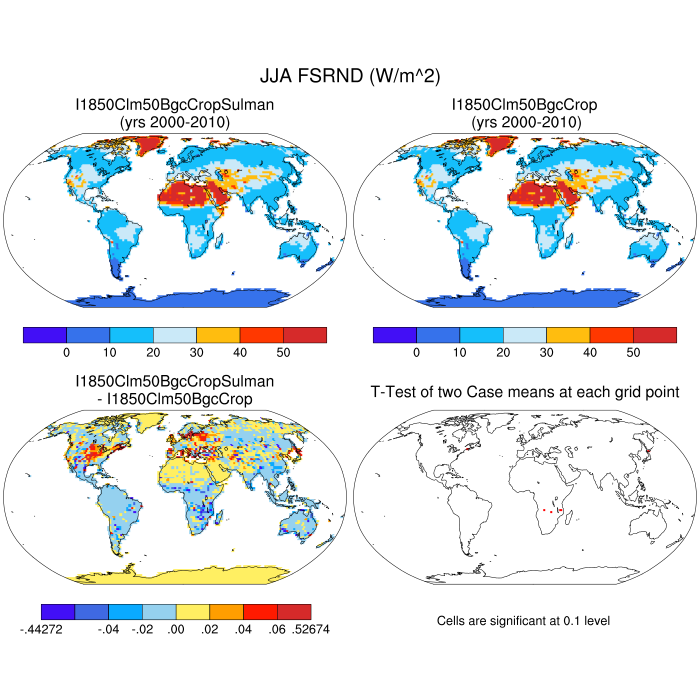 JJA FSRND (W/m^2)
I1850Clm50BgcCropSulman
(yrs 2000-2010)
I1850Clm50BgcCrop
(yrs 2000-2010)
0 10 20 30 40 50
0 10 20 30 40 50
I1850Clm50BgcCropSulman
- I1850Clm50BgcCrop
T-Test of two Case means at each grid point
-.44272 -.04 -.02 .00 .02 .04 .06 .52674
Cells are significant at 0.1 level